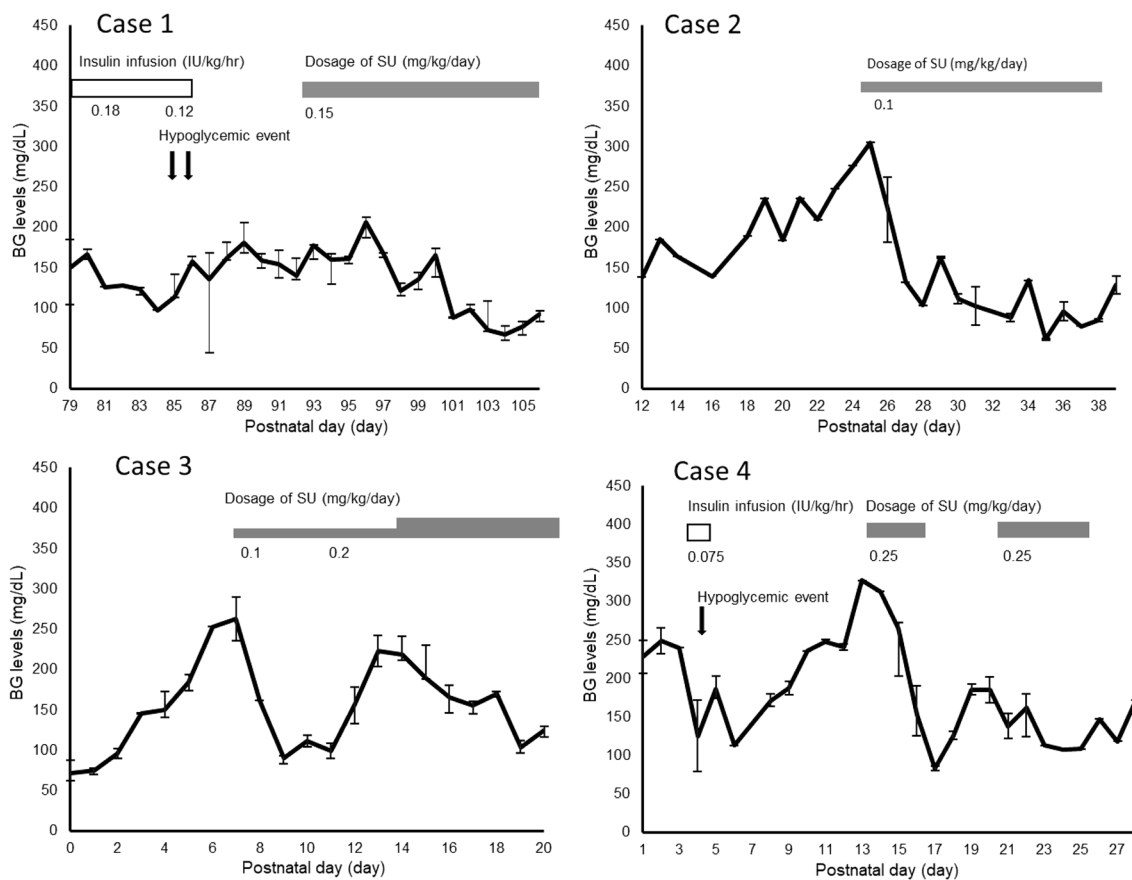 Case 1
450
400
350
300
250
200
150
100
50
0
BG levels (mg/dL)
Insulin infusion (IU/kg/hr)
Dosage of SU (mg/kg/day)
0.18
0.12
0.15
Hypoglycemic event
79 81 83 85 87 89 91 93 95 97 99 101 103 105
Postnatal day (day)
Case 2
450
400
350
300
250
200
150
100
50
0
BG levels (mg/dL)
Dosage of SU (mg/kg/day)
0.1
12 14 16 18 20 22 24 26 28 30 32 34 36 38
Postnatal day (day)
Case 3
450
400
350
300
250
200
150
100
50
0
BG levels (mg/dL)
Dosage of SU (mg/kg/day)
0.1
0.2
0 2 4 6 8 10 12 14 16 18 20
Postnatal day (day)
Case 4
450
400
350
300
250
200
150
100
50
0
BG levels (mg/dL)
Insulin infusion (IU/kg/hr)
Dosage of SU (mg/kg/day)
0.075
0.25
0.25
Hypoglycemic event
1 3 5 7 9 11 13 15 17 19 21 23 25 27
Postnatal day (day)